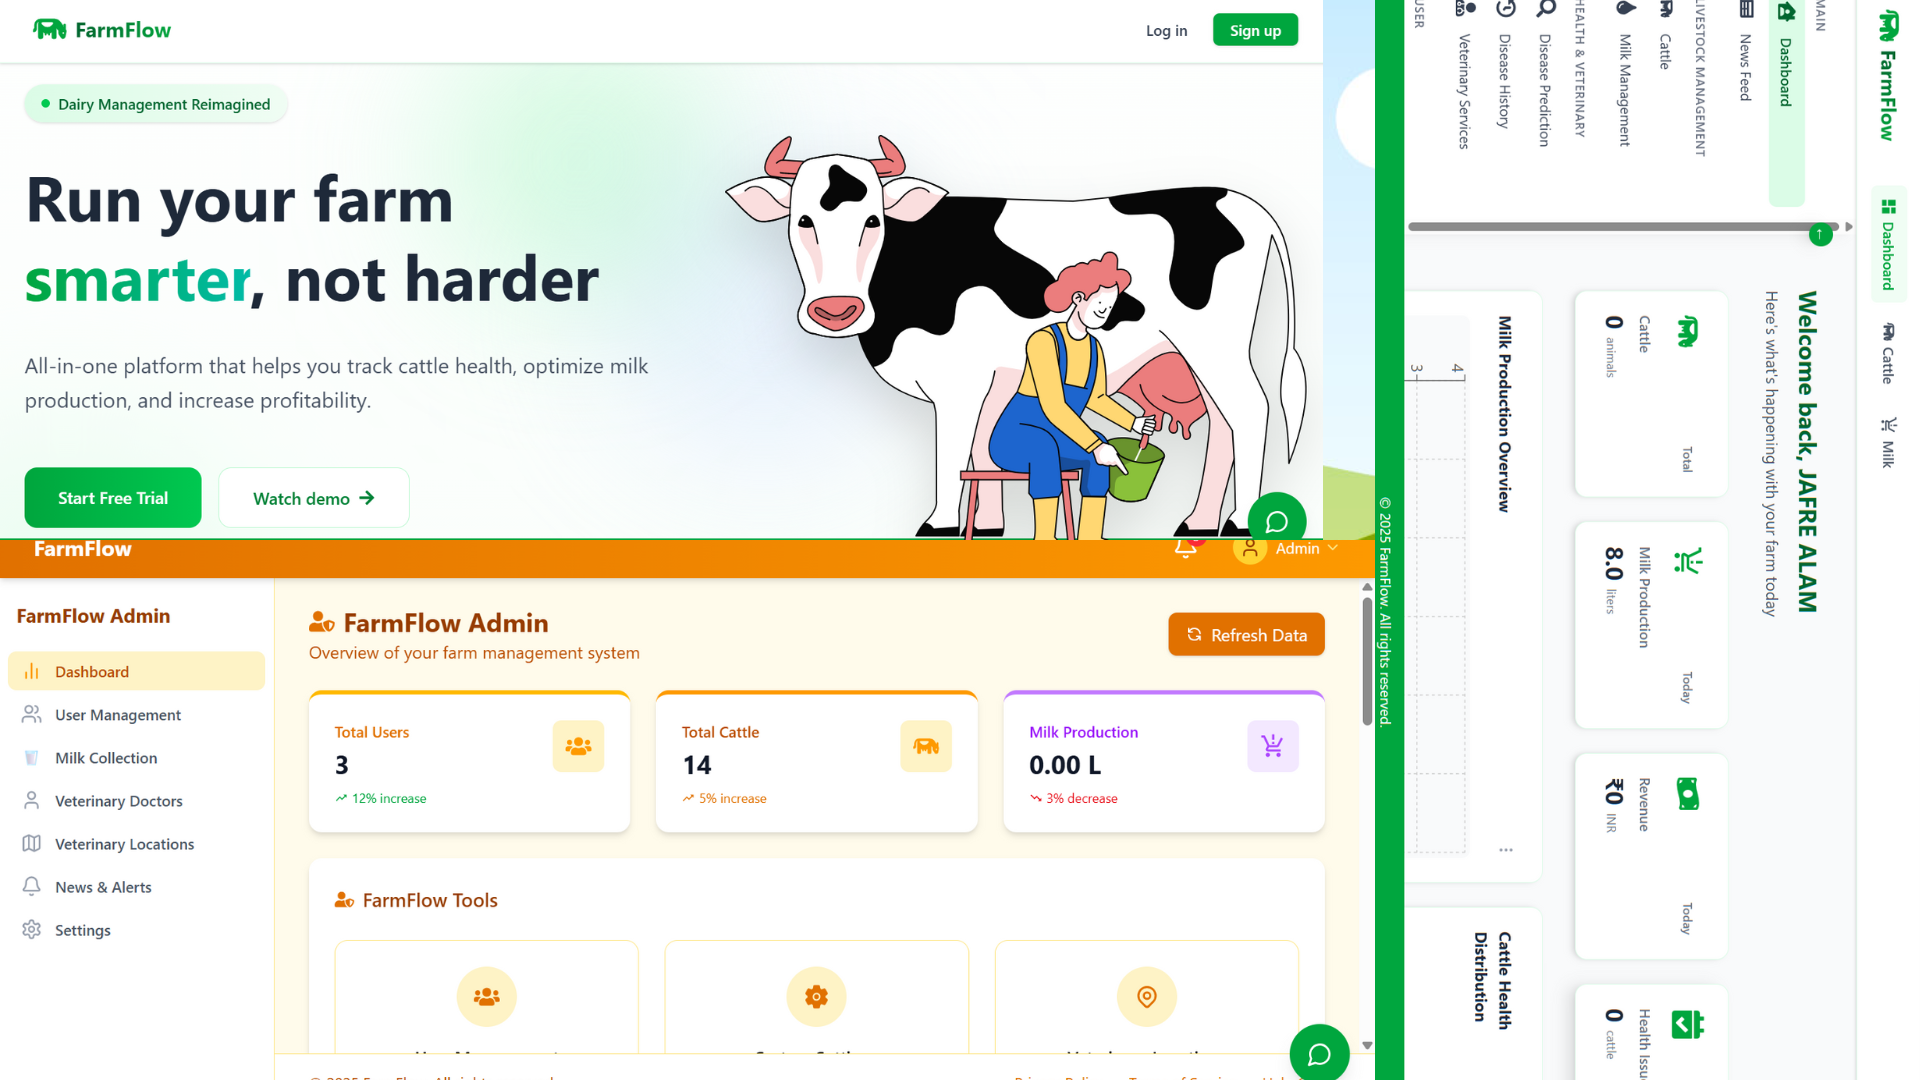 FarmFlow
Log in
Sign up
Dairy Management Reimagined
Run your farm
smarter, not harder
All-in-one platform that helps you track cattle health, optimize milk
production, and increase profitability.
Start Free Trial
Watch demo
FarmFlow
Admin
FarmFlow Admin
Dashboard
User Management
Milk Collection
Veterinary Doctors
Veterinary Locations
News & Alerts
Settings
FarmFlow Admin
Overview of your farm management system
Refresh Data
Total Users
3
12% increase
Total Cattle
14
5% increase
Milk Production
0.00 L
3% decrease
FarmFlow Tools
FarmFlow
Dashboard
Cattle
Milk
MAIN
Dashboard
News Feed
LIVESTOCK MANAGEMENT
Cattle
Milk Management
HEALTH & VETERINARY
Disease Prediction
Disease History
Veterinary Services
USER
Welcome back, JAFRE ALAM
Here's what's happening with your farm today
Total
Cattle
0 animals
Today
Milk Production
8.0 liters
Today
Revenue
₹0 INR
Health Issu
0 cattle
Milk Production Overview
4
3
Cattle Health
Distribution
© 2025 FarmFlow. All rights reserved.